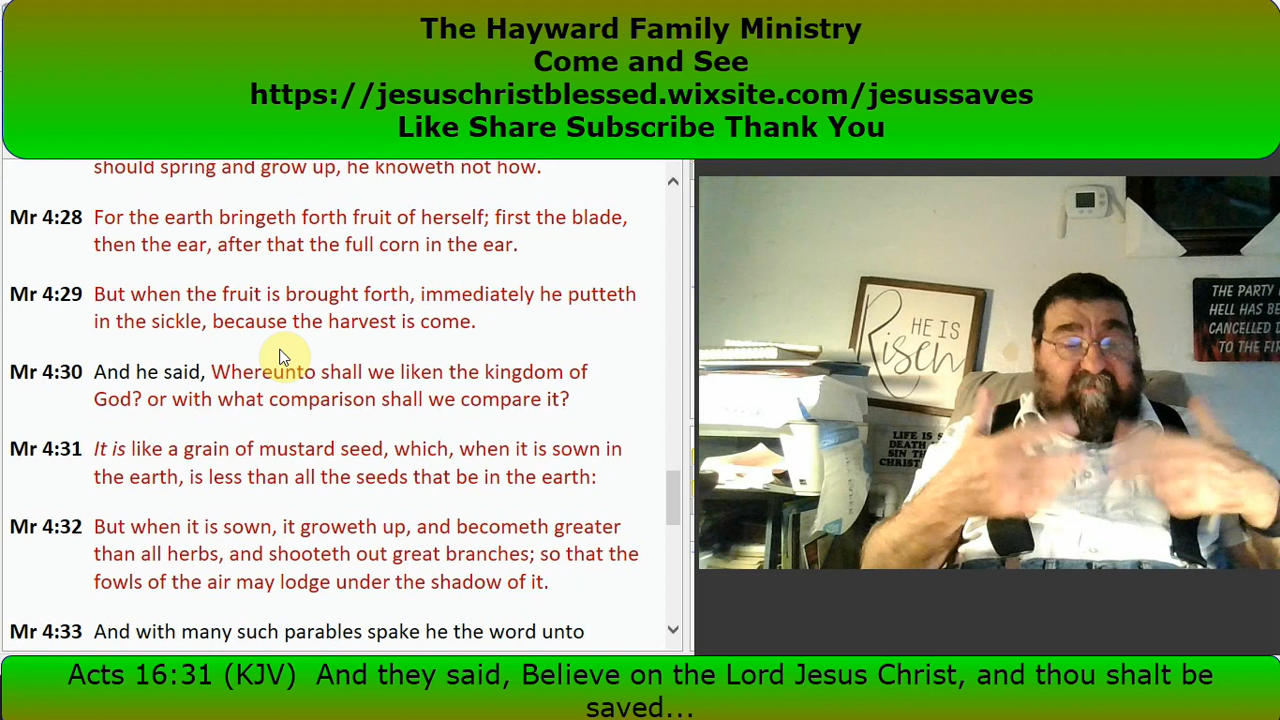 The Hayward Family Ministry
Come and See
https://jesuschristblessed.wixsite.com/jesussaves
Like Share Subscribe Thank You
should spring and grow up, he knoweth not how.
Mr 4:28 For the earth bringeth forth fruit of herself; first the blade,
then the ear, after that the full corn in the ear.
Mr 4:29 But when the fruit is brought forth, immediately he putteth
in the sickle, because the harvest is come.
Mr 4:30 And he said, Whereunto shall we liken the kingdom of
God? or with what comparison shall we compare it?
Mr 4:31 It is like a grain of mustard seed, which, when it is sown in
the earth, is less than all the seeds that be in the earth:
Mr 4:32 But when it is sown, it groweth up, and becometh greater
than all herbs, and shooteth out great branches; so that the
fowls of the air may lodge under the shadow of it.
Mr 4:33 And with many such parables spake he the word unto
HE IS
Risen
THE PARTY
HELL HAS BE
CANCELLED D
TO THE FIR
LIFE IS S
DEATH
SIN TH
CHRIST
Acts 16:31 (KJV) And they said, Believe on the Lord Jesus Christ, and thou shalt be
saved...